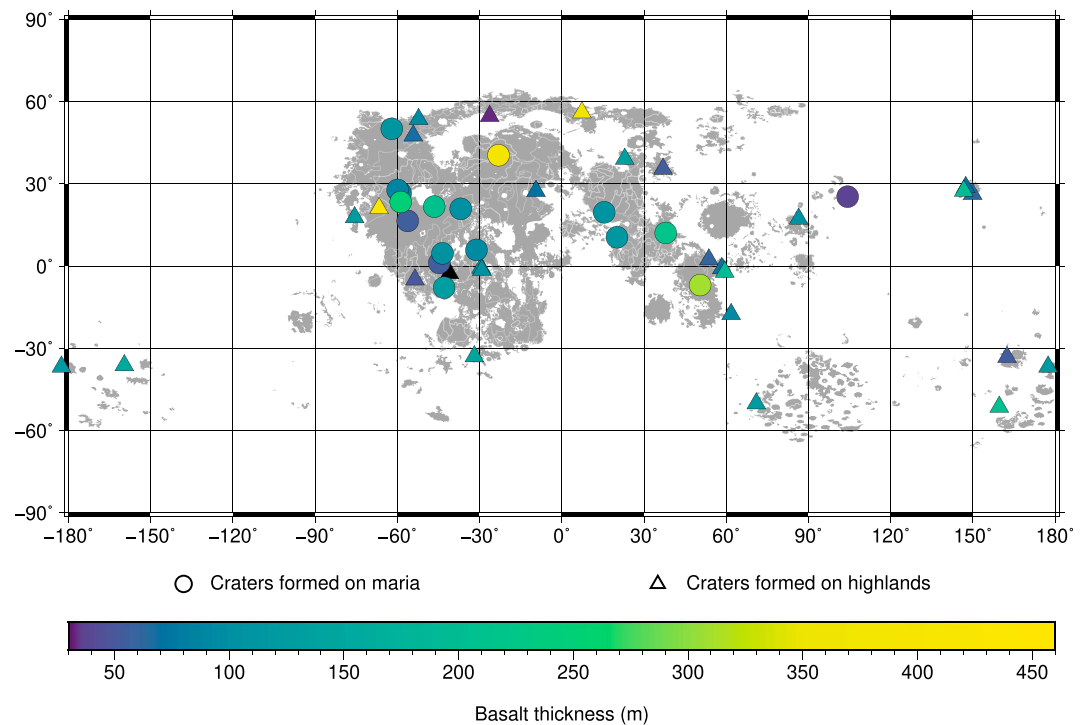 90˚
60˚
30˚
0˚
−30˚
−60˚
−90˚
−180˚ −150˚ −120˚ −90˚ −60˚ −30˚ 0˚ 30˚ 60˚ 90˚ 120˚ 150˚ 180˚
Craters formed on maria Craters formed on highlands
50 100 150 200 250 300 350 400 450
Basalt thickness (m)